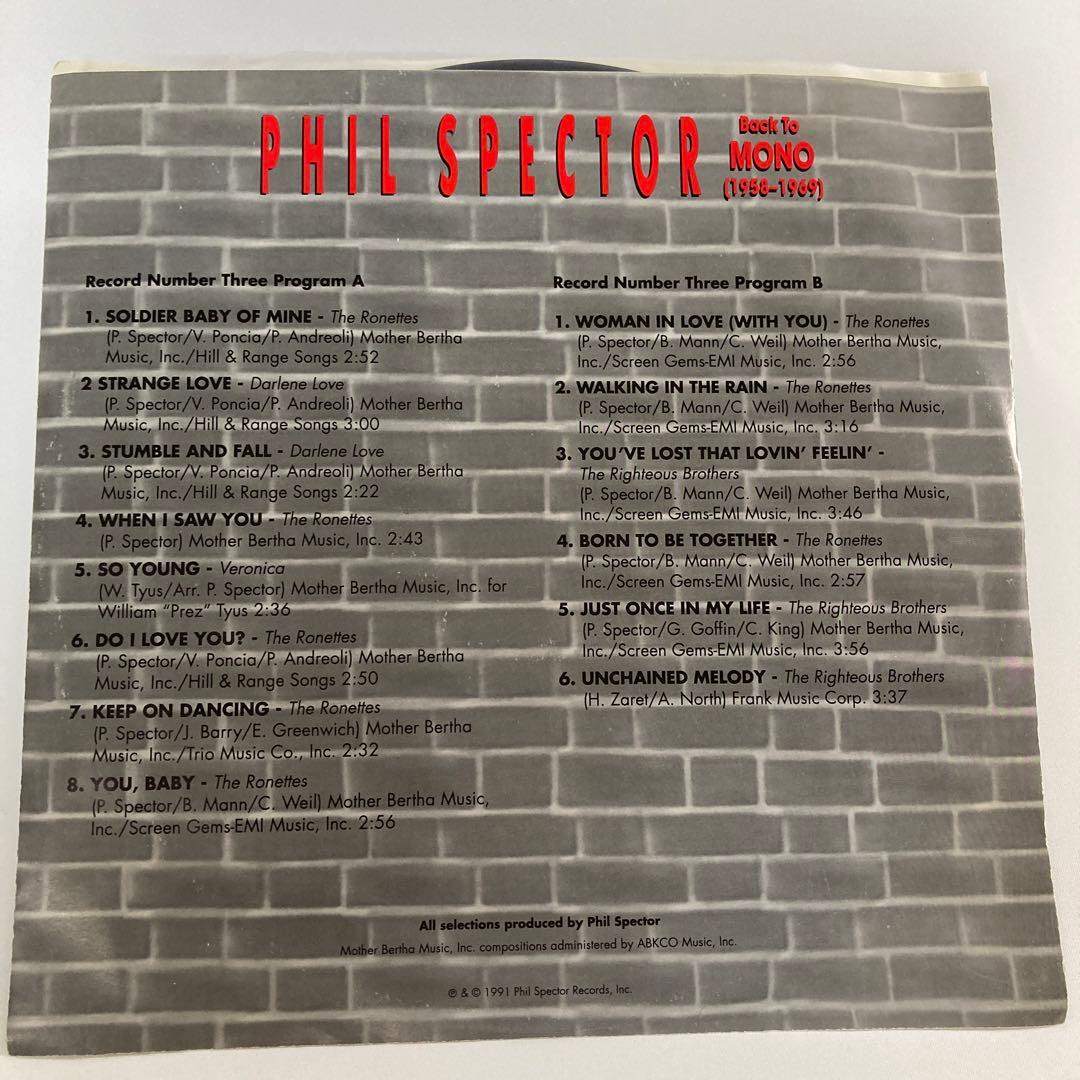 PHIL SPECTOR Back To
MONO
(1958-1969)
Record Number Three Program A
1. SOLDIER BABY OF MINE - The Ronettes
(P. Spector/V. Poncia/P. Andreoli) Mother Bertha
Music, Inc./Hill & Range Songs 2:52
2 STRANGE LOVE - Darlene Love
(P. Spector/V. Poncia/P. Andreoli) Mother Bertha
Music, Inc./Hill & Range Songs 3:00
3. STUMBLE AND FALL - Darlene Love
(P. Spector/V. Poncia/P. Andreoli) Mother Bertha
Music, Inc./Hill & Range Songs 2:22
4. WHEN I SAW YOU - The Ronettes
(P. Spector) Mother Bertha Music, Inc. 2:43
5. SO YOUNG - Veronica
(W. Tyus/Arr. P. Spector) Mother Bertha Music, Inc. for
William "Prez" Tyus 2:36
6. DO I LOVE YOU? - The Ronettes
(P. Spector/V. Poncia/P. Andreoli) Mother Bertha
Music, Inc./Hill & Range Songs 2:50
7. KEEP ON DANCING - The Ronettes
(P. Spector/J. Barry/E. Greenwich) Mother Bertha
Music, Inc./Trio Music Co., Inc. 2:32
8. YOU, BABY - The Ronettes
(P. Spector/B. Mann/C. Weil) Mother Bertha Music,
Inc./Screen Gems-EMI Music, Inc. 2:56
Record Number Three Program B
1. WOMAN IN LOVE (WITH YOU) - The Ronettes
(P. Spector/B. Mann/C. Weil) Mother Bertha Music,
Inc./Screen Gems-EMI Music, Inc. 2:56
2. WALKING IN THE RAIN - The Ronettes
(P. Spector/B. Mann/C. Weil) Mother Bertha Music,
Inc./Screen Gems-EMI Music, Inc. 3:16
3. YOU'VE LOST THAT LOVIN' FEELIN' -
The Righteous Brothers
(P. Spector/B. Mann/C. Weil) Mother Bertha Music,
Inc./Screen Gems-EMI Music, Inc. 3:46
4. BORN TO BE TOGETHER - The Ronettes
(P. Spector/B. Mann/C. Weil) Mother Bertha Music,
Inc./Screen Gems-EMI Music, Inc. 2:57
5. JUST ONCE IN MY LIFE - The Righteous Brothers
(P. Spector/G. Goffin/C. King) Mother Bertha Music,
Inc./Screen Gems-EMI Music, Inc. 3:56
6. UNCHAINED MELODY - The Righteous Brothers
(H. Zaret/A. North) Frank Music Corp. 3:37
All selections produced by Phil Spector
Mother Bertha Music, Inc. compositions administered by ABKCO Music, Inc.
℗ & © 1991 Phil Spector Records, Inc.